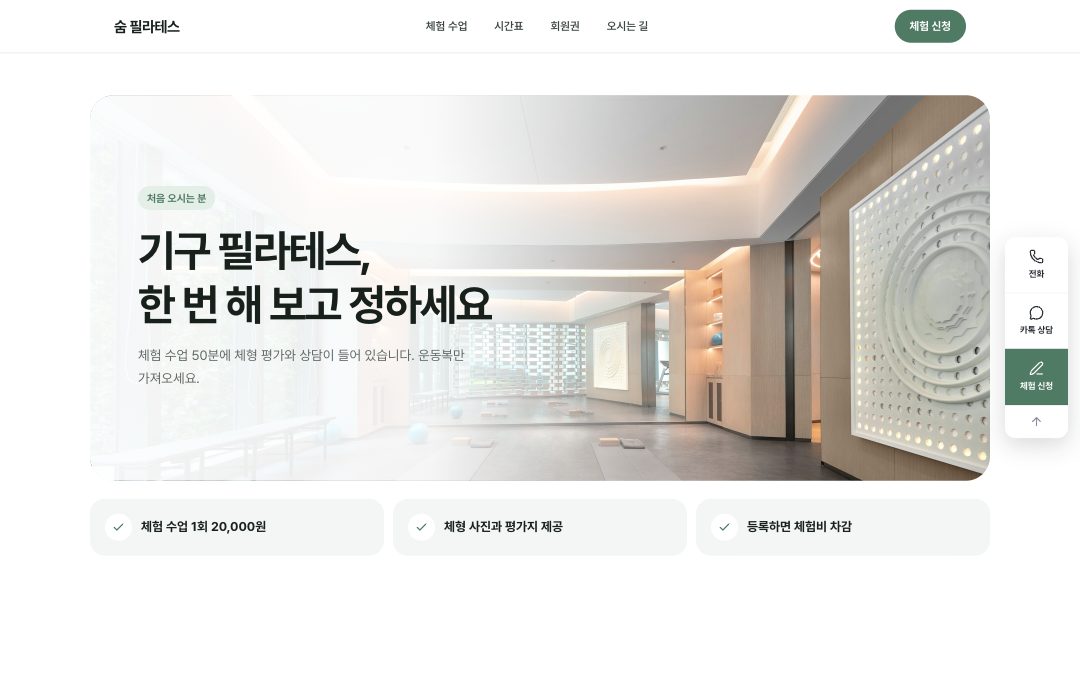 숨 필라테스
체험 수업
시간표
회원권
오시는 길
체험 신청
처음 오시는 분
기구 필라테스,
한 번 해 보고 정하세요
체험 수업 50분에 체형 평가와 상담이 들어 있습니다. 운동복만
가져오세요.
전화
카톡 상담
체험 신청
체험 수업 1회 20,000원
체형 사진과 평가지 제공
등록하면 체험비 차감